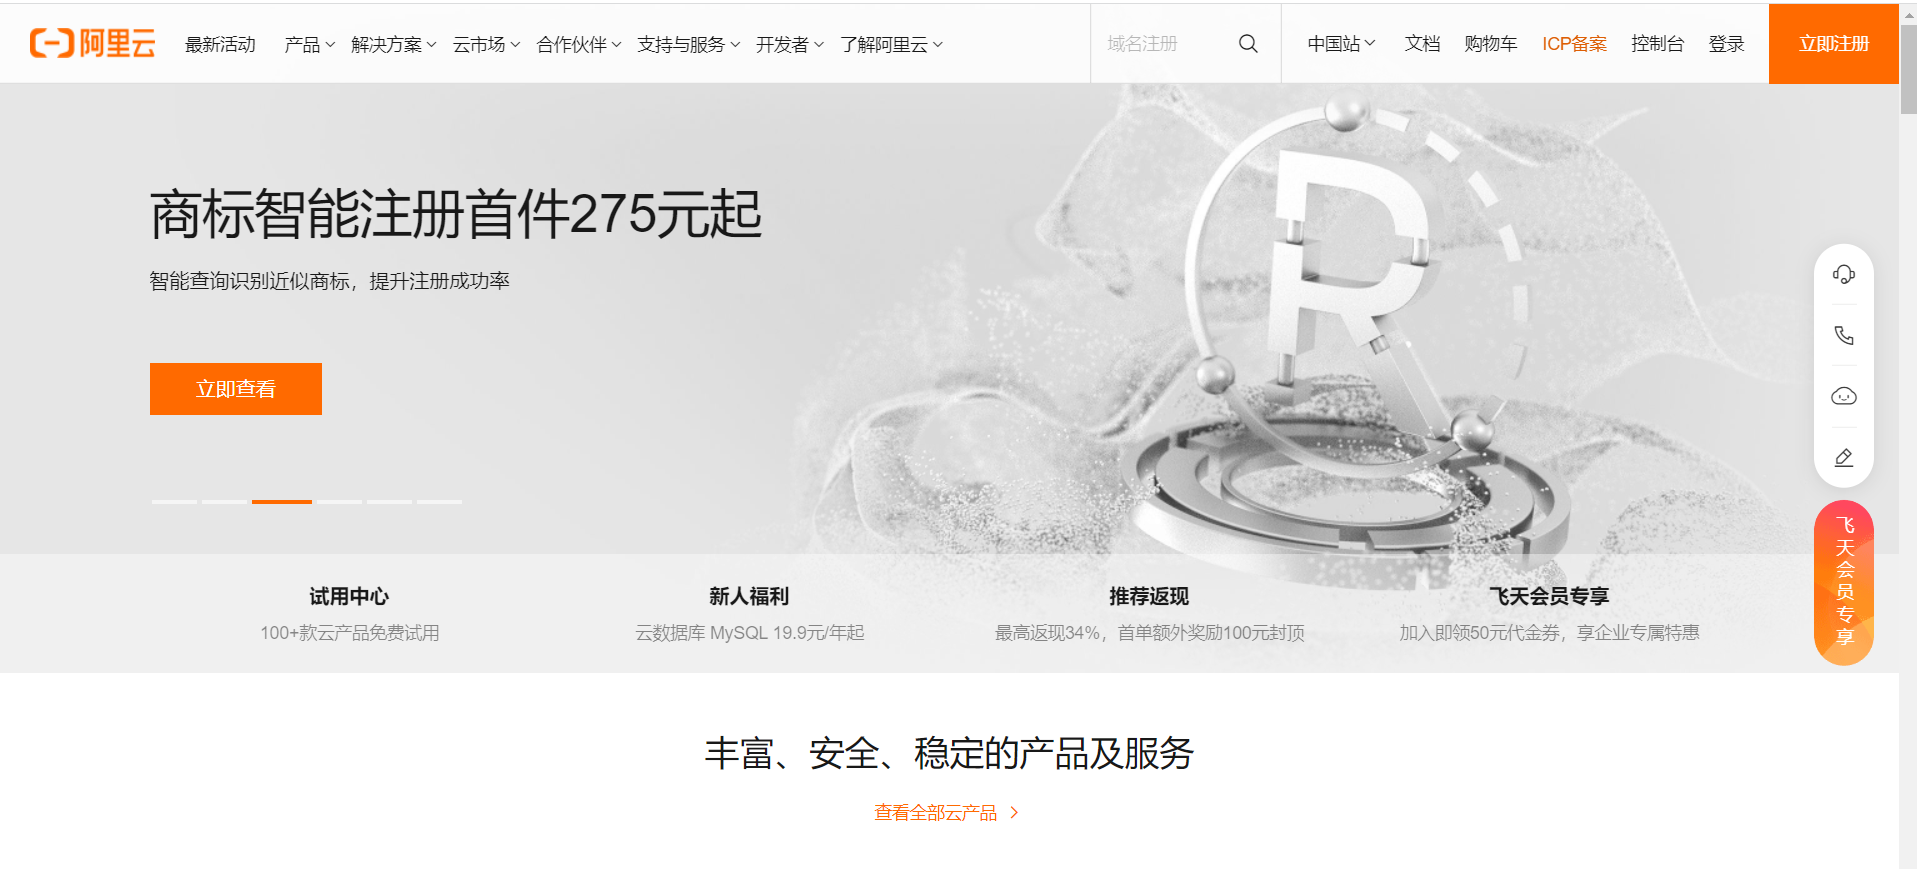 阿里云 最新活动 产品 解决方案 云市场 合作伙伴 支持与服务 开发者 了解阿里云 域名注册 中国站 文档 购物车 ICP备案 控制台 登录 立即注册
商标智能注册首件275元起
智能查询识别近似商标，提升注册成功率
立即查看
R
飞天会员专享
试用中心 新人福利 推荐返现 飞天会员专享
100+款云产品免费试用 云数据库 MySQL 19.9元/年起 最高返现34%，首单额外奖励100元封顶 加入即领50元代金券，享企业专属特惠
丰富、安全、稳定的产品及服务
查看全部云产品